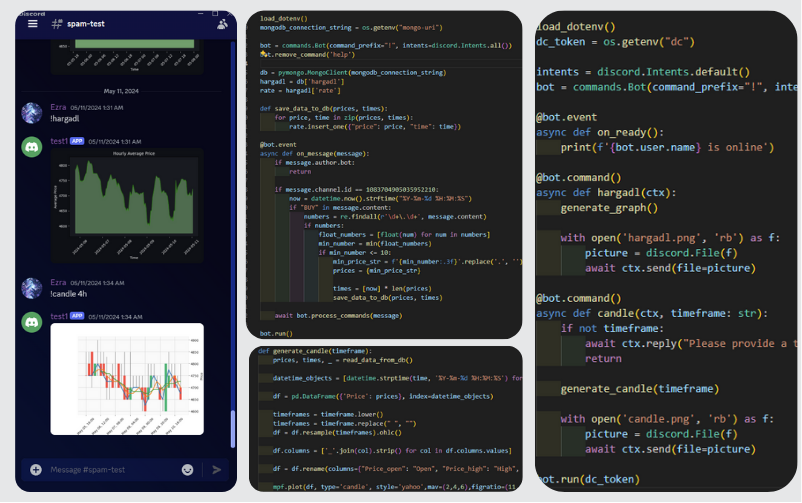 Discord
# spam-test
May 11, 2024
Ezra 05/11/2024 1:31 AM
!hargadl
test1 APP 05/11/2024 1:31 AM
Hourly Average Price
Ezra 05/11/2024 1:34 AM
!candle 4h
test1 APP 05/11/2024 1:34 AM
Message #spam-test
load_dotenv()
mongodb_connection_string = os.getenv("mongo-uri")
bot = commands.Bot(command_prefix="!", intents=discord.Intents.all())
bot.remove_command('help')
db = pymongo.MongoClient(mongodb_connection_string)
hargadl = db['hargadl']
rate = hargadl['rate']
def save_data_to_db(prices, times):
for price, time in zip(prices, times):
rate.insert_one({"price": price, "time": time})
@bot.event
async def on_message(message):
if message.author.bot:
return
if message.channel.id == 1083704905035952210:
now = datetime.now().strftime("%Y-%m-%d %H:%M:%S")
if "BUY" in message.content:
numbers = re.findall(r'\d+\.\d+', message.content)
if numbers:
float_numbers = [float(num) for num in numbers]
min_number = min(float_numbers)
if min_number <= 10:
min_price_str = f'{min_number:.3f}'.replace('.', '')
prices = {min_price_str}
times = [now] * len(prices)
save_data_to_db(prices, times)
await bot.process_commands(message)
bot.run()
def generate_candle(timeframe):
prices, times, _ = read_data_from_db()
datetime_objects = [datetime.strptime(time, '%Y-%m-%d %H:%M:%S') for
df = pd.DataFrame({'Price': prices}, index=datetime_objects)
timeframes = timeframe.lower()
timeframes = timeframe.replace(" ", "")
df = df.resample(timeframes).ohlc()
df.columns = ['_'.join(col).strip() for col in df.columns.values]
df = df.rename(columns={"Price_open": "Open", "Price_high": "High",
mpf.plot(df, type='candle', style='yahoo',mav=(2,4,6),figratio=(11,
load_dotenv()
dc_token = os.getenv("dc")
intents = discord.Intents.default()
bot = commands.Bot(command_prefix="!", inte
@bot.event
async def on_ready():
print(f'{bot.user.name} is online')
@bot.command()
async def hargadl(ctx):
generate_graph()
with open('hargadl.png', 'rb') as f:
picture = discord.File(f)
await ctx.send(file=picture)
@bot.command()
async def candle(ctx, timeframe: str):
if not timeframe:
await ctx.reply("Please provide a t
return
generate_candle(timeframe)
with open('candle.png', 'rb') as f:
picture = discord.File(f)
await ctx.send(file=picture)
bot.run(dc_token)